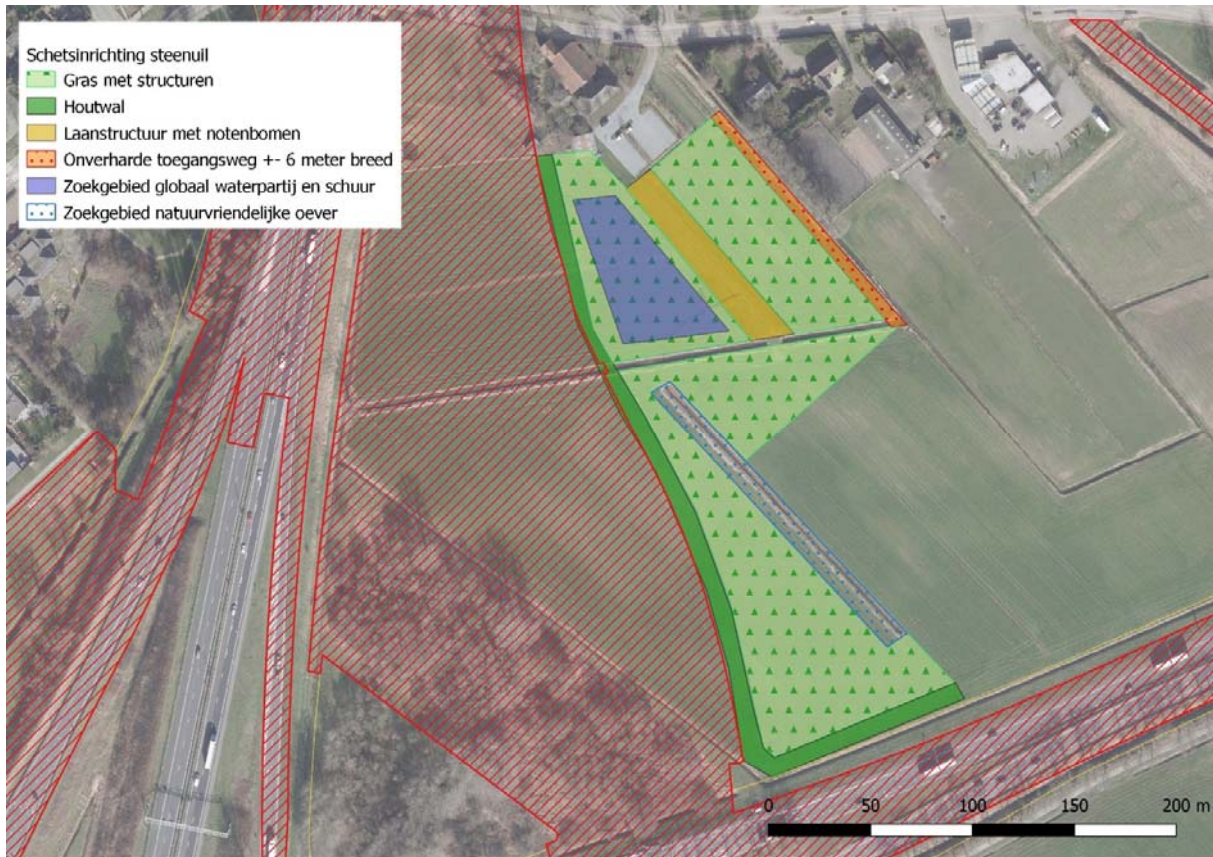 Schetsinrichting steenuil
Gras met structuren
Houtwal
Laanstructuur met notenbomen
Onverharde toegangsweg +- 6 meter breed
Zoekgebied globaal waterpartij en schuur
Zoekgebied natuurvriendelijke oever
0 50 100 150 200 m